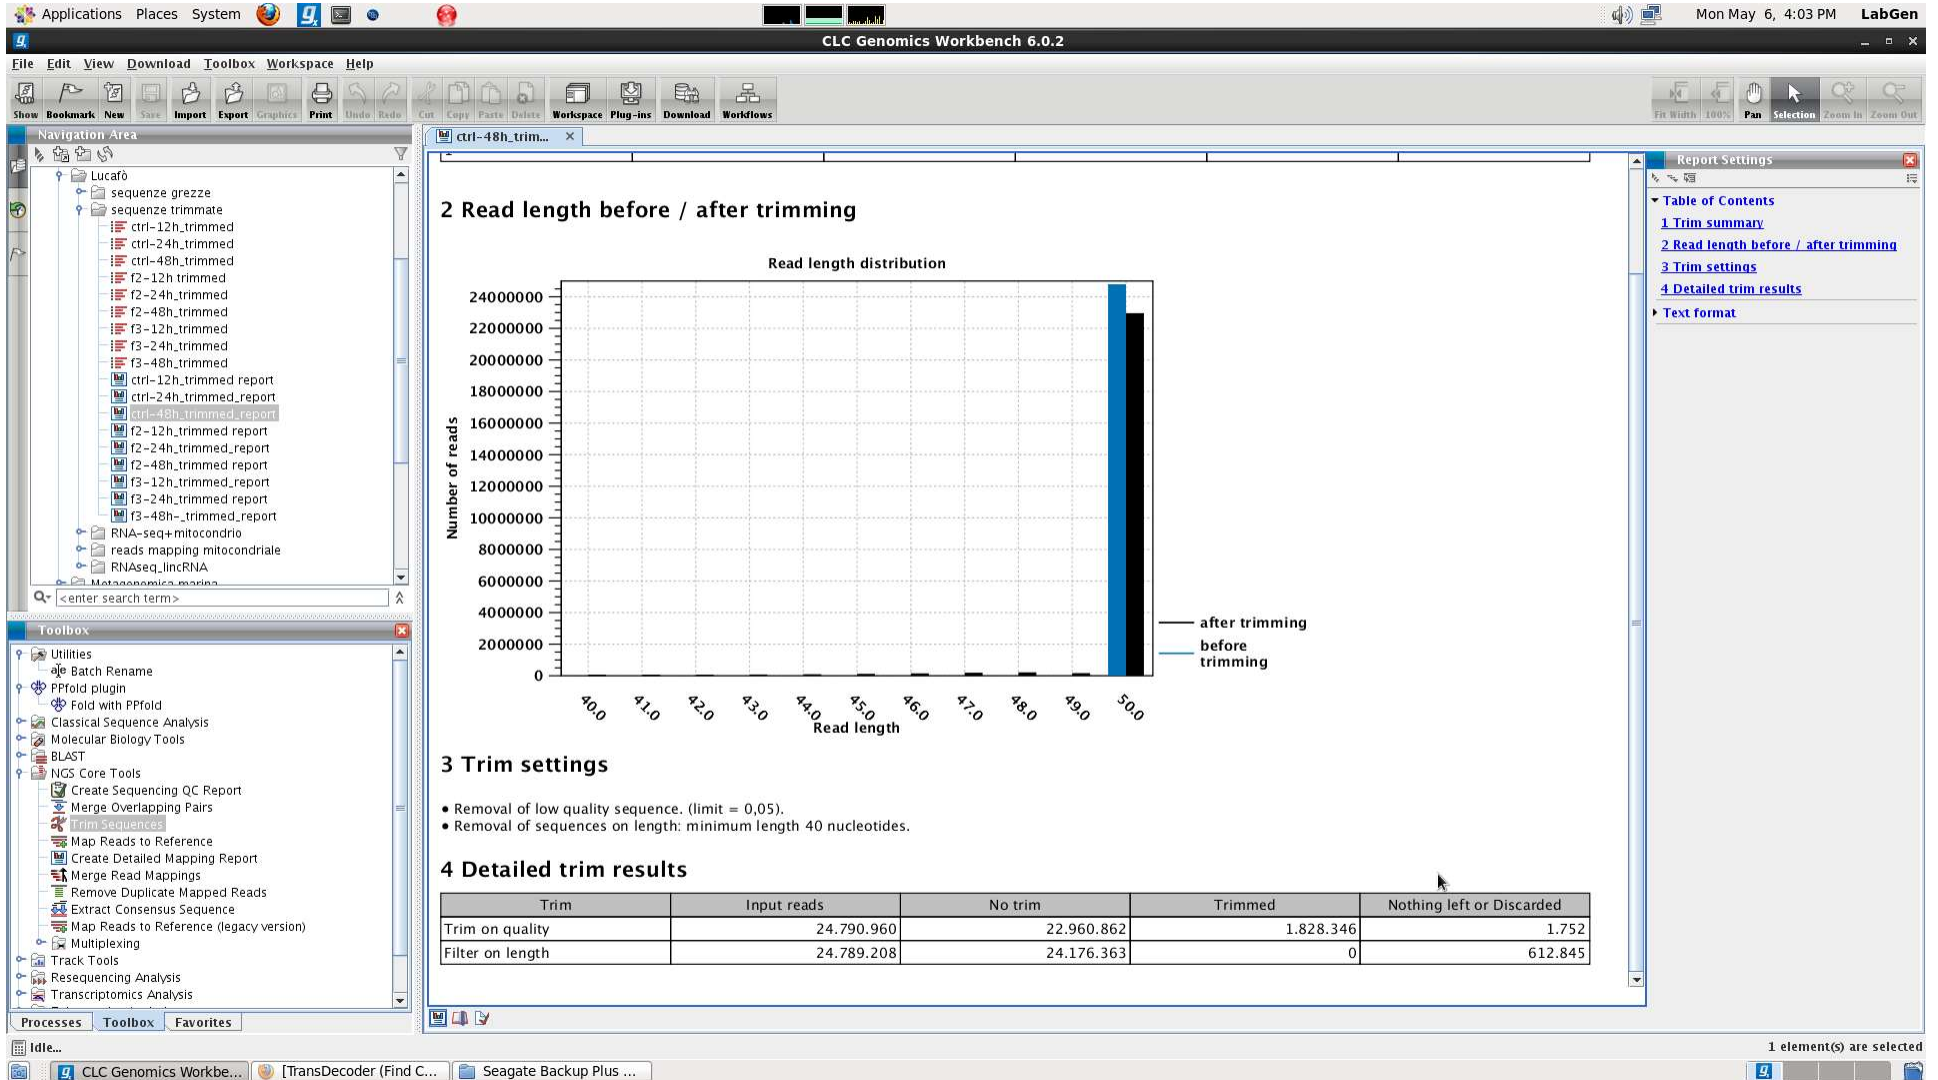 Applications Places System
Mon May 6, 4:03 PM LabGen
CLC Genomics Workbench 6.0.2
File Edit View Download Toolbox Workspace Help
Show Bookmark New Save Import Export Graphics Print Undo Redo Cut Copy Paste Delete Workspace Plug-ins Download Workflows
Fit Width 100% Pan Selection Zoom In Zoom Out
Navigation Area
Lucafò
sequenze grezze
sequenze trimmate
ctrl-12h_trimmed
ctrl-24h_trimmed
ctrl-48h_trimmed
f2-12h trimmed
f2-24h_trimmed
f2-48h_trimmed
f3-12h_trimmed
f3-24h_trimmed
f3-48h_trimmed
ctrl-12h_trimmed report
ctrl-24h_trimmed_report
ctrl-48h_trimmed_report
f2-12h_trimmed report
f2-24h_trimmed_report
f2-48h_trimmed report
f3-12h_trimmed_report
f3-24h_trimmed report
f3-48h-_trimmed_report
RNA-seq+mitocondrio
reads mapping mitocondriale
RNAseq_lincRNA
Metagenomica marina
<enter search term>
Toolbox
Utilities
Batch Rename
PPfold plugin
Fold with PPfold
Classical Sequence Analysis
Molecular Biology Tools
BLAST
NGS Core Tools
Create Sequencing QC Report
Merge Overlapping Pairs
Trim Sequences
Map Reads to Reference
Create Detailed Mapping Report
Merge Read Mappings
Remove Duplicate Mapped Reads
Extract Consensus Sequence
Map Reads to Reference (legacy version)
Multiplexing
Track Tools
Resequencing Analysis
Transcriptomics Analysis
Processes Toolbox Favorites
ctrl-48h_trim...
2 Read length before / after trimming
Read length distribution
Number of reads
24000000
22000000
20000000
18000000
16000000
14000000
12000000
10000000
8000000
6000000
4000000
2000000
0
40.0 41.0 42.0 43.0 44.0 45.0 46.0 47.0 48.0 49.0 50.0
Read length
after trimming
before
trimming
3 Trim settings
• Removal of low quality sequence. (limit = 0,05).
• Removal of sequences on length: minimum length 40 nucleotides.
4 Detailed trim results
Trim Input reads No trim Trimmed Nothing left or Discarded
Trim on quality 24.790.960 22.960.862 1.828.346 1.752
Filter on length 24.789.208 24.176.363 0 612.845
Report Settings
Table of Contents
1 Trim summary
2 Read length before / after trimming
3 Trim settings
4 Detailed trim results
Text format
Idle...
1 element(s) are selected
CLC Genomics Workbe... [TransDecoder (Find C... Seagate Backup Plus ...